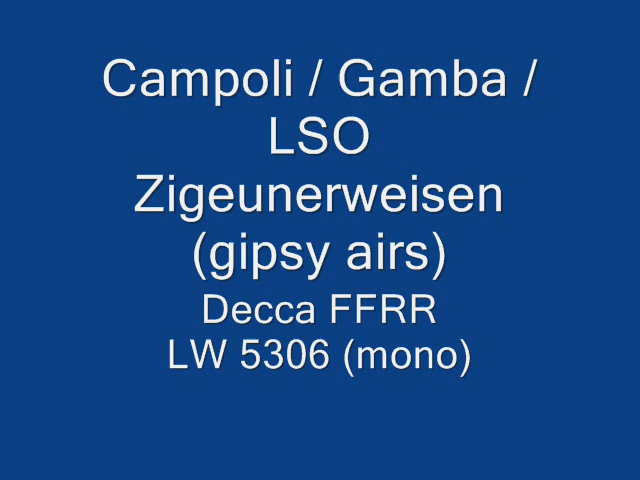 Campoli / Gamba /
LSO
Zigeunerweisen
(gipsy airs)
Decca FFRR
LW 5306 (mono)